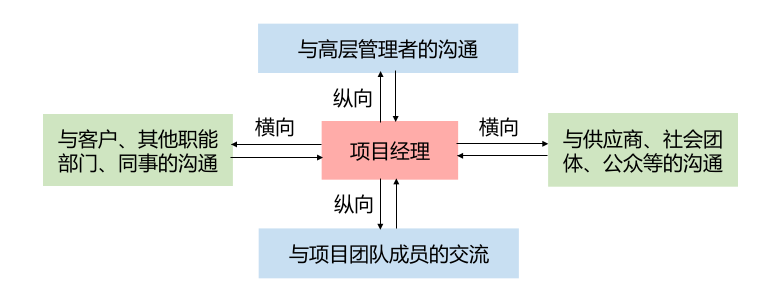 与高层管理者的沟通
纵向
横向
横向
与客户、其他职能
部门、同事的沟通
项目经理
与供应商、社会团
体、公众等的沟通
纵向
与项目团队成员的交流